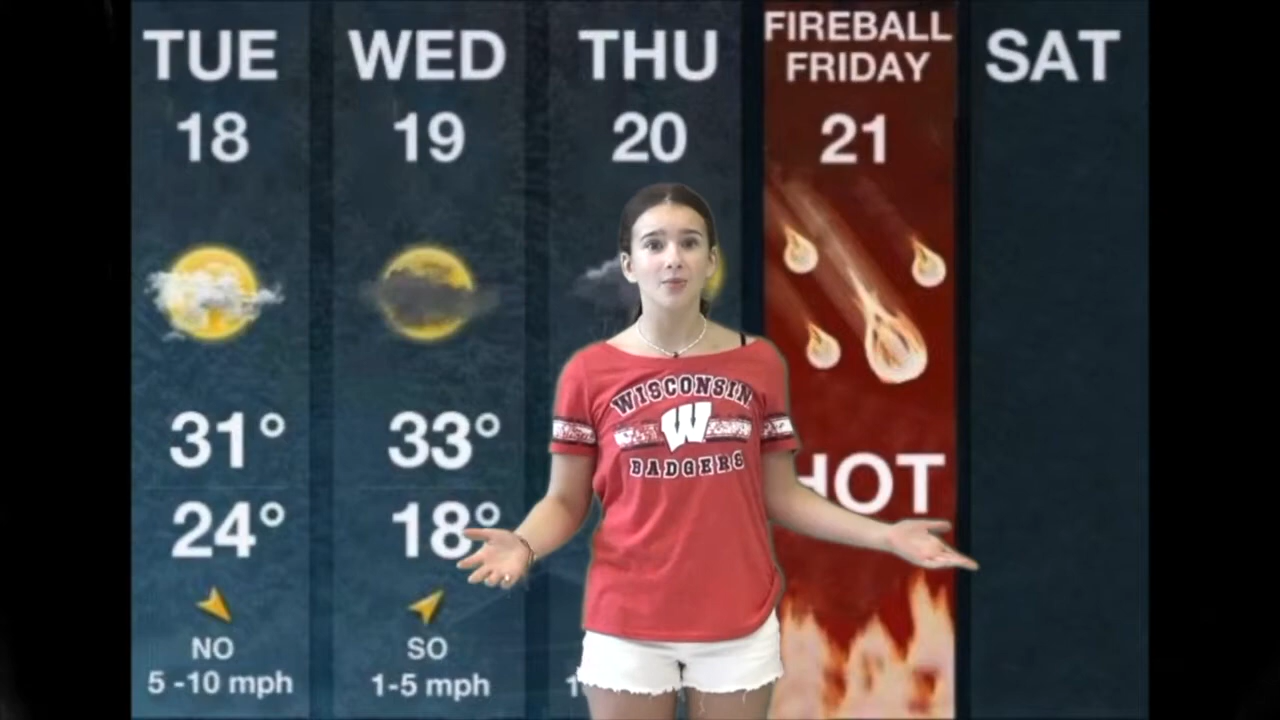 TUE
18
31°
24°
NO
5 -10 mph
WED
19
33°
18°
SO
1-5 mph
THU
20
FIREBALL
FRIDAY
21
HOT
SAT
WISCONSIN
W
BADGERS